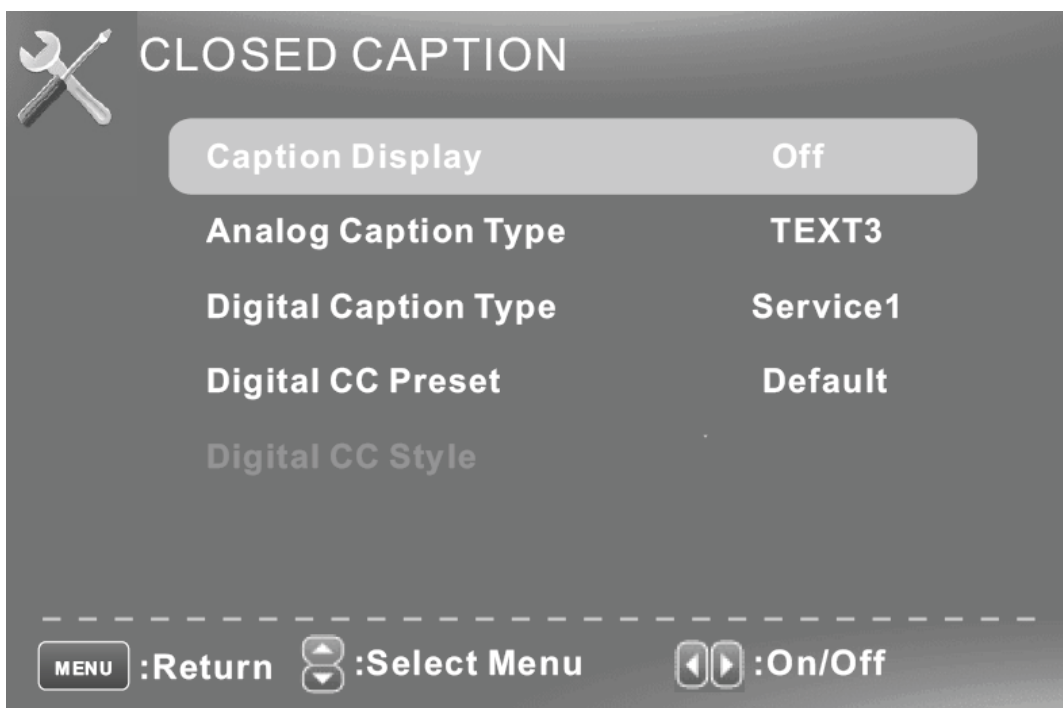 CLOSED CAPTION
Caption Display Off
Analog Caption Type TEXT3
Digital Caption Type Service1
Digital CC Preset Default
Digital CC Style
MENU :Return :Select Menu :On/Off